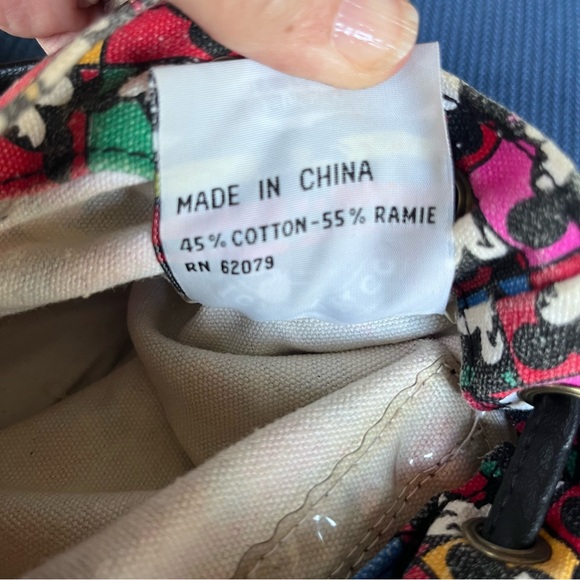 MADE IN CHINA
45% COTTON-55% RAMIE
RN 62079